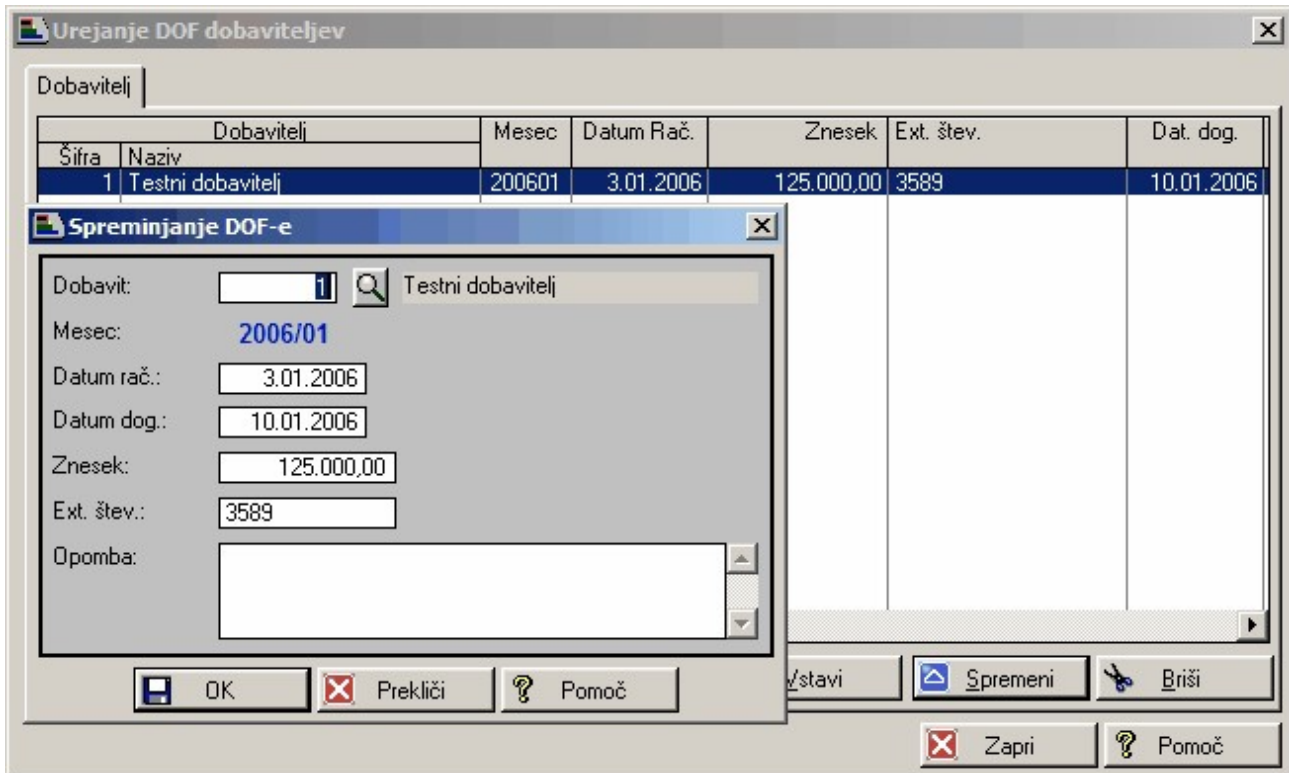 Urejanje DOF dobaviteljev
Dobavitelj
Dobavitelj Mesec Datum Rač. Znesek Ext. štev. Dat. dog.
Šifra Naziv
1 Testni dobavitelj 200601 3.01.2006 125.000,00 3589 10.01.2006
Spreminjanje DOF-e
Dobavit: 1 Testni dobavitelj
Mesec: 2006/01
Datum rač.: 3.01.2006
Datum dog.: 10.01.2006
Znesek: 125.000,00
Ext. štev.: 3589
Opomba:
OK Prekliči Pomoč
Vstavi Spremeni Briši
Zapri Pomoč